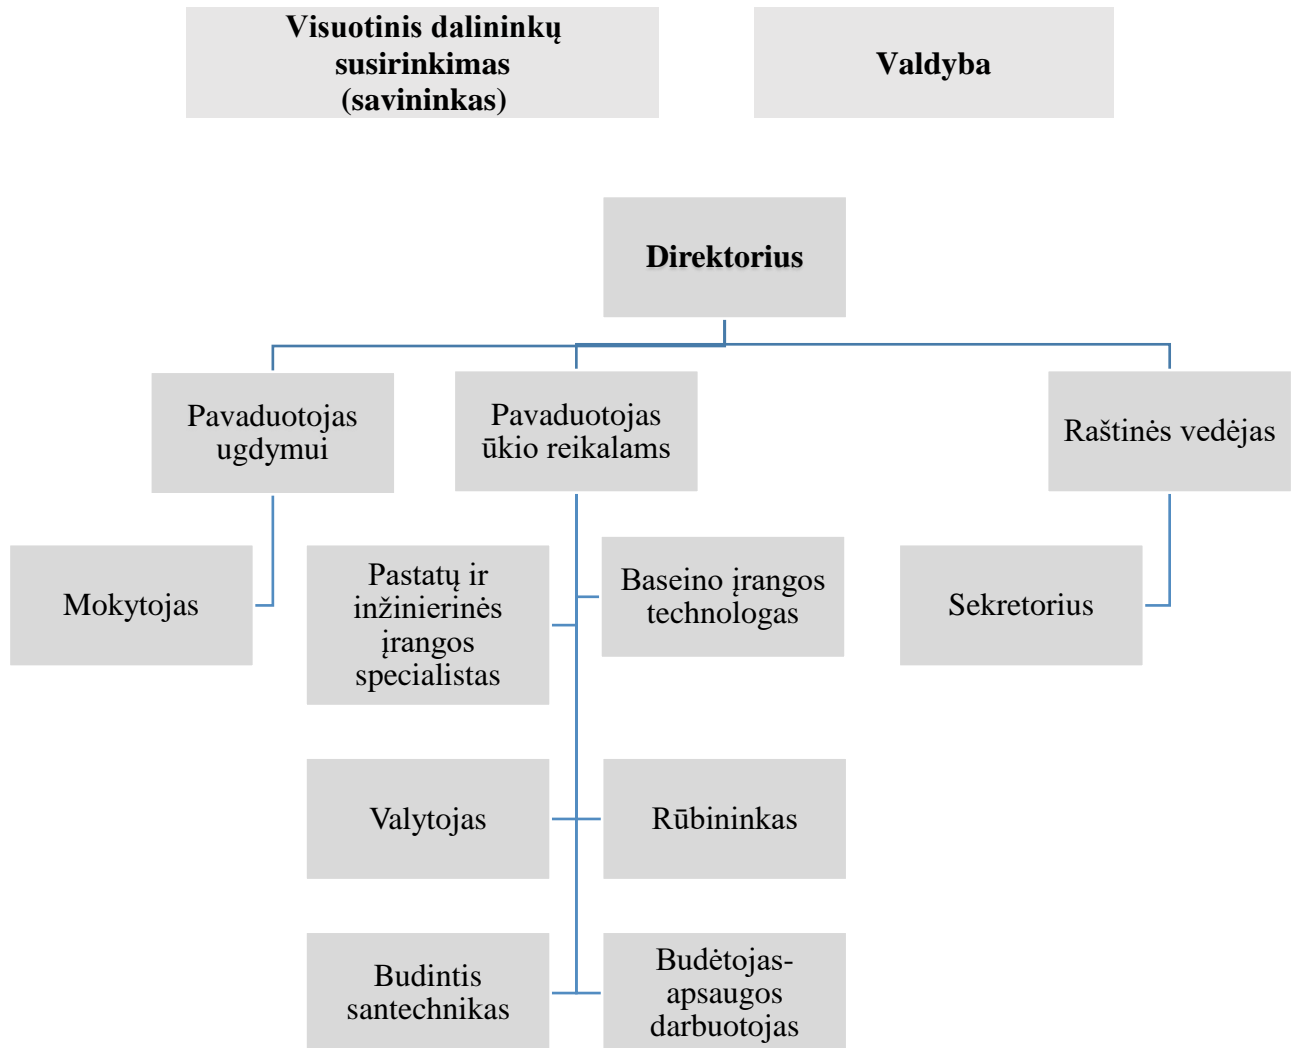 Visuotinis dalininkų
susirinkimas
(savininkas)
Valdyba
Direktorius
Pavaduotojas
ugdymui
Pavaduotojas
ūkio reikalams
Raštinės vedėjas
Mokytojas
Pastatų ir
inžinierinės
įrangos
specialistas
Baseino įrangos
technologas
Sekretorius
Valytojas
Rūbininkas
Budintis
santechnikas
Budėtojas-
apsaugos
darbuotojas